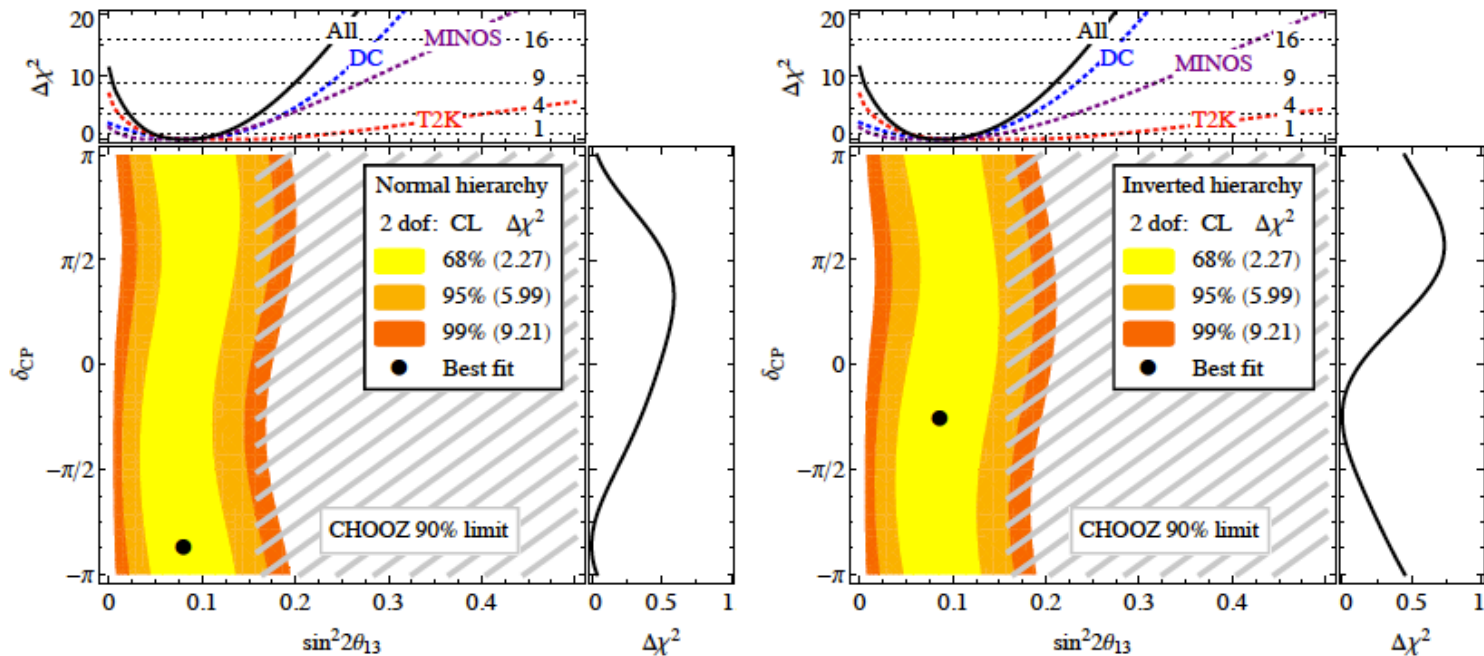 20
10
0
Δχ²
All
DC
MINOS
T2K
16
9
4
1
π
π/2
0
−π/2
−π
δCP
Normal hierarchy
2 dof: CL Δχ²
68% (2.27)
95% (5.99)
99% (9.21)
Best fit
CHOOZ 90% limit
0 0.1 0.2 0.3 0.4
sin²2θ₁₃
0 0.5 1
Δχ²
20
10
0
Δχ²
All
DC
MINOS
T2K
16
9
4
1
π
π/2
0
−π/2
−π
δCP
Inverted hierarchy
2 dof: CL Δχ²
68% (2.27)
95% (5.99)
99% (9.21)
Best fit
CHOOZ 90% limit
0 0.1 0.2 0.3 0.4
sin²2θ₁₃
0 0.5 1
Δχ²